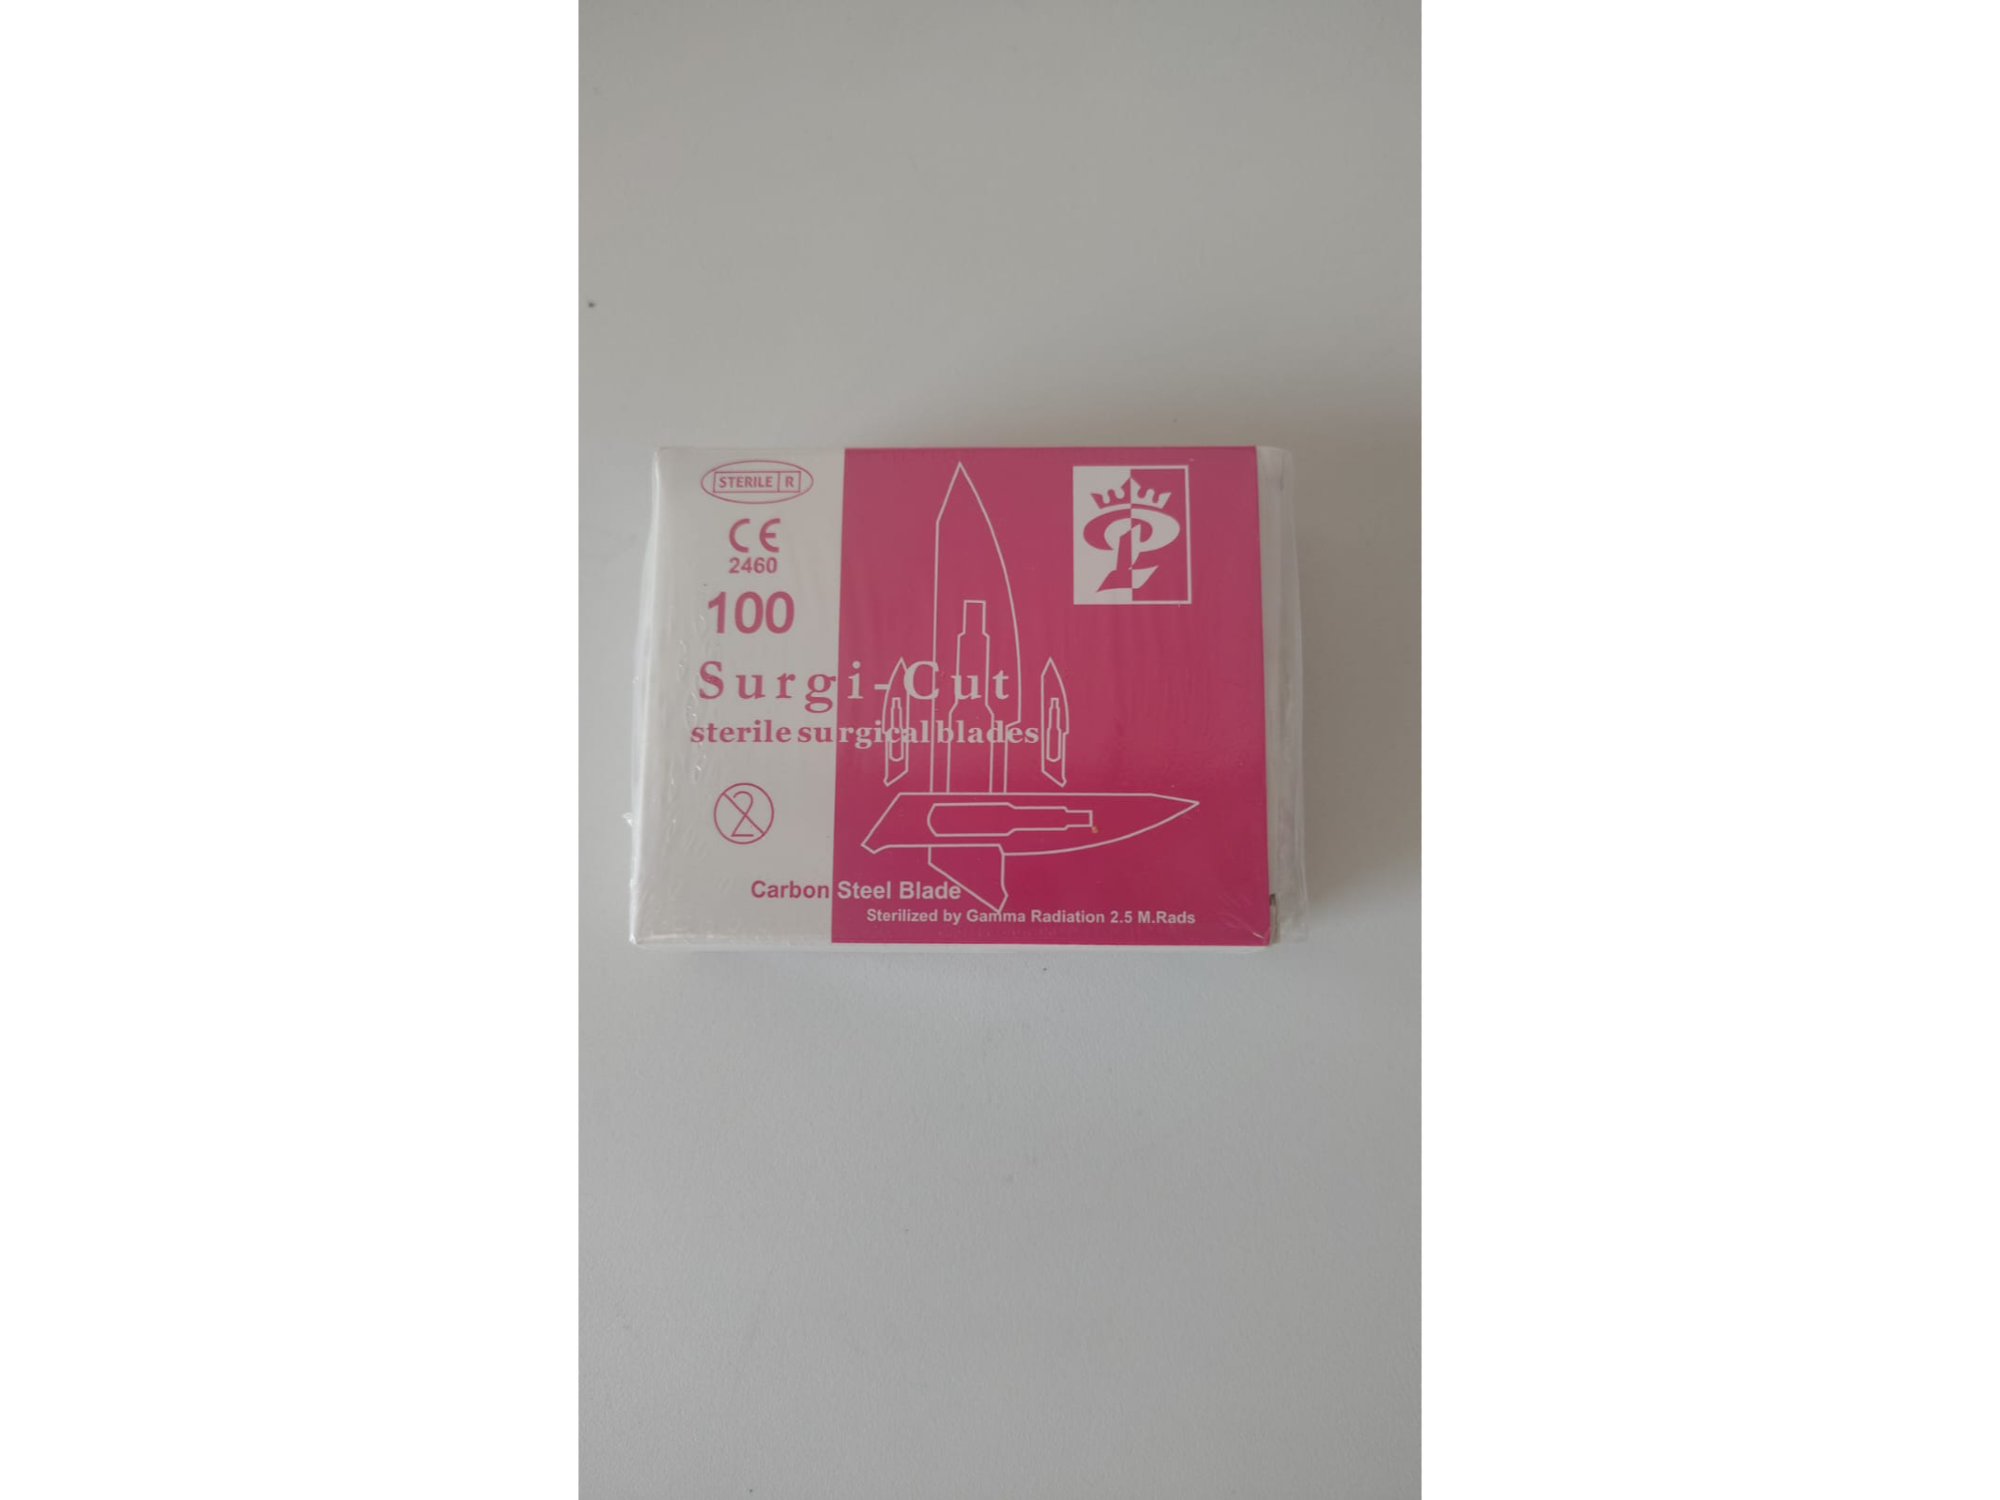 STERILE R
CE
2460
100
Surgi-Cut
sterile surgical blades
2
Carbon Steel Blade
Sterilized by Gamma Radiation 2.5 M.Rads